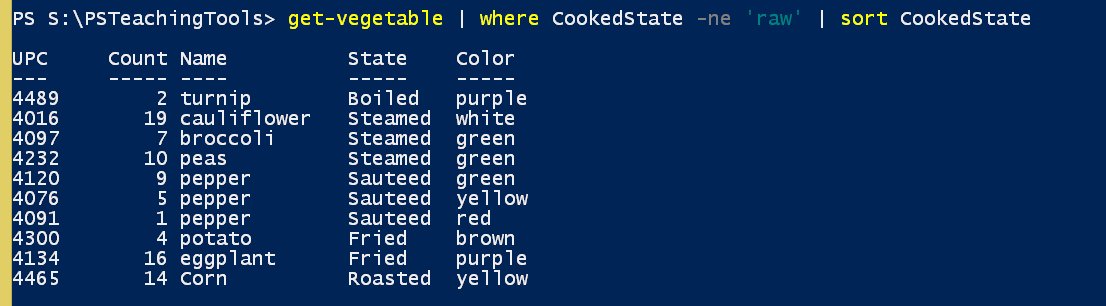 PS S:\PSTeachingTools> get-vegetable | where CookedState -ne 'raw' | sort CookedState
UPC     Count Name          State    Color
---     ----- ----          -----    -----
4489        2 turnip        Boiled   purple
4016       19 cauliflower   Steamed  white
4097        7 broccoli      Steamed  green
4232       10 peas          Steamed  green
4120        9 pepper        Sauteed  green
4076        5 pepper        Sauteed  yellow
4091        1 pepper        Sauteed  red
4300        4 potato        Fried    brown
4134       16 eggplant      Fried    purple
4465       14 Corn          Roasted  yellow